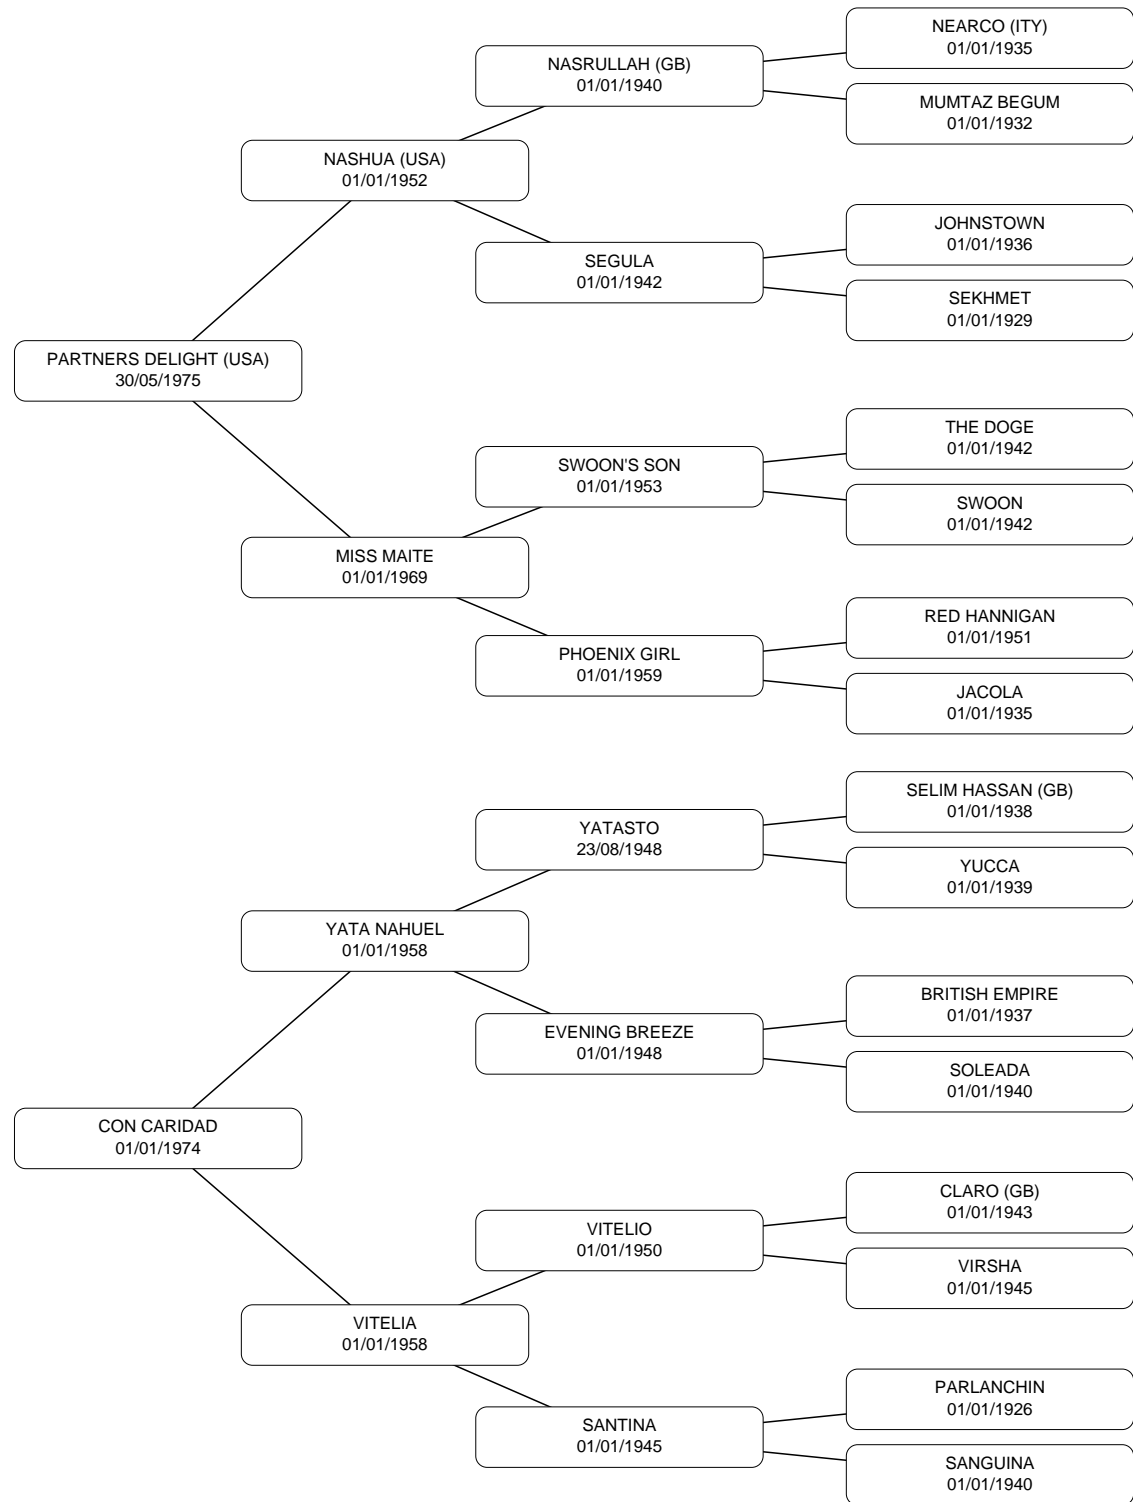 NEARCO (ITY)
01/01/1935
NASRULLAH (GB)
01/01/1940
MUMTAZ BEGUM
01/01/1932
NASHUA (USA)
01/01/1952
JOHNSTOWN
01/01/1936
SEGULA
01/01/1942
SEKHMET
01/01/1929
PARTNERS DELIGHT (USA)
30/05/1975
THE DOGE
01/01/1942
SWOON'S SON
01/01/1953
SWOON
01/01/1942
MISS MAITE
01/01/1969
RED HANNIGAN
01/01/1951
PHOENIX GIRL
01/01/1959
JACOLA
01/01/1935
SELIM HASSAN (GB)
01/01/1938
YATASTO
23/08/1948
YUCCA
01/01/1939
YATA NAHUEL
01/01/1958
BRITISH EMPIRE
01/01/1937
EVENING BREEZE
01/01/1948
SOLEADA
01/01/1940
CON CARIDAD
01/01/1974
CLARO (GB)
01/01/1943
VITELIO
01/01/1950
VIRSHA
01/01/1945
VITELIA
01/01/1958
PARLANCHIN
01/01/1926
SANTINA
01/01/1945
SANGUINA
01/01/1940